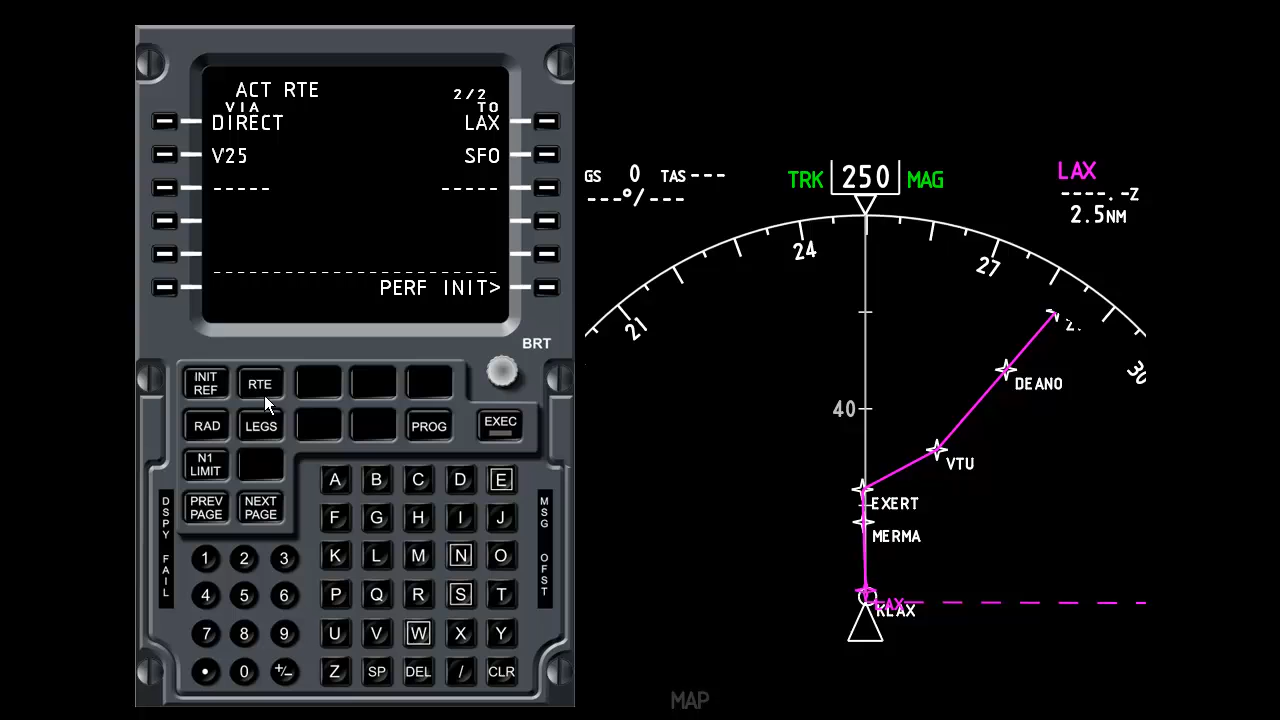 ACT RTE 2/2
VIA TO
DIRECT LAX
V25 SFO
----- -----
PERF INIT>
BRT
INIT REF
RTE
RAD
LEGS
PROG
EXEC
N1 LIMIT
PREV PAGE
NEXT PAGE
DSPY FAIL
MSG OFST
A B C D E
F G H I J
K L M N O
P Q R S T
U V W X Y
Z SP DEL / CLR
1 2 3
4 5 6
7 8 9
. 0 +/-
GS 0 TAS---
---°/---
TRK 250 MAG
LAX
----.-Z
2.5NM
21
24
27
30
40
DEANO
VTU
EXERT
MERMA
LAX
KLAX
MAP